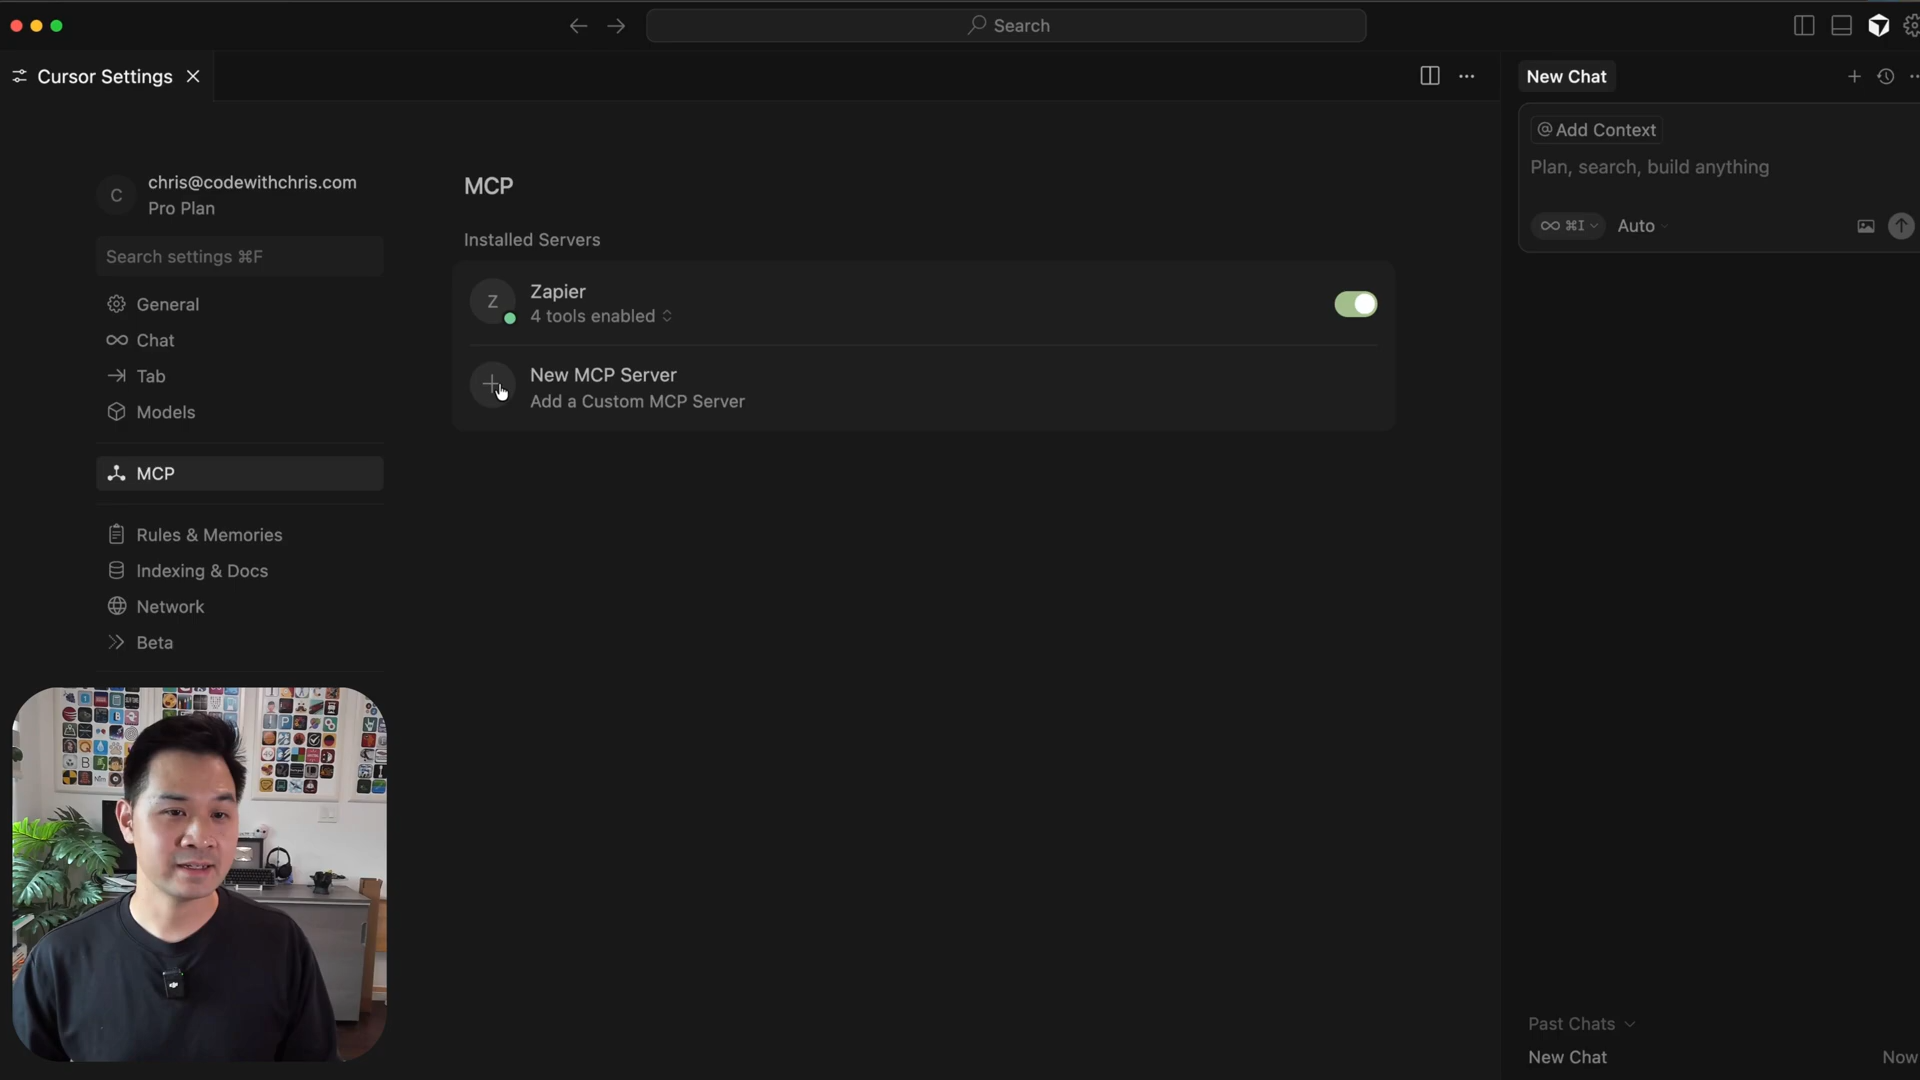 Search
Cursor Settings
chris@codewithchris.com
C
Pro Plan
Search settings ⌘F
General
Chat
Tab
Models
MCP
Rules & Memories
Indexing & Docs
Network
Beta
MCP
Installed Servers
Z
Zapier
4 tools enabled
New MCP Server
Add a Custom MCP Server
New Chat
@ Add Context
Plan, search, build anything
∞ ⌘I
Auto
Past Chats
New Chat
Now